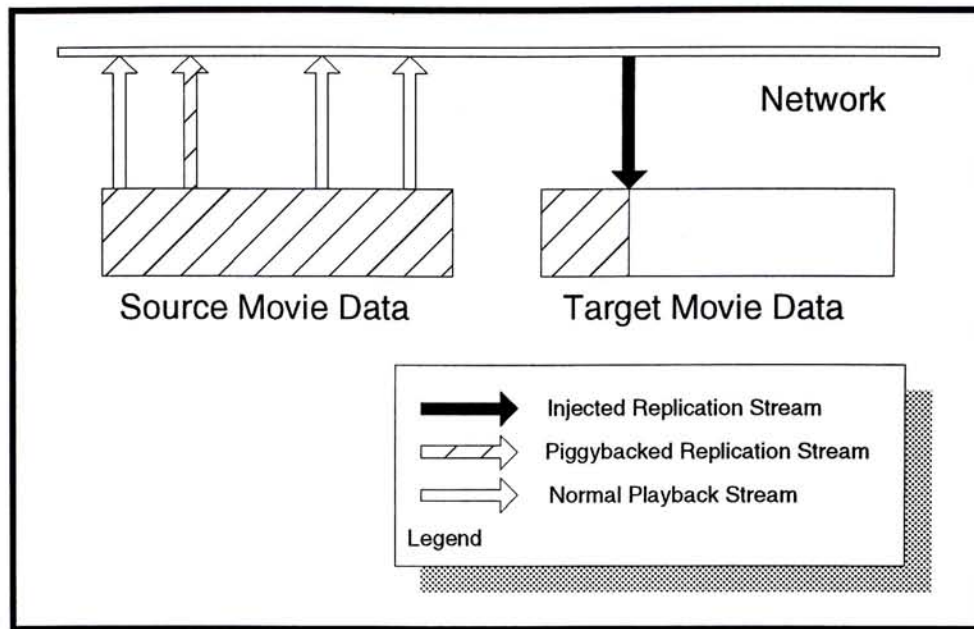 Network
Source Movie Data
Target Movie Data
Injected Replication Stream
Piggybacked Replication Stream
Normal Playback Stream
Legend